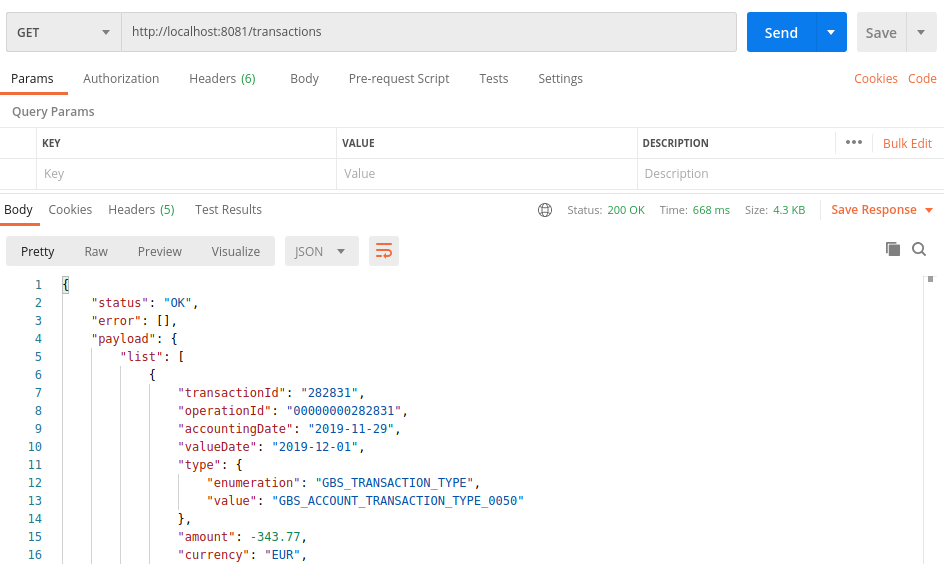 GET http://localhost:8081/transactions Send Save
Params Authorization Headers (6) Body Pre-request Script Tests Settings Cookies Code
Query Params
KEY VALUE DESCRIPTION ••• Bulk Edit
Key Value Description
Body Cookies Headers (5) Test Results Status: 200 OK Time: 668 ms Size: 4.3 KB Save Response
Pretty Raw Preview Visualize JSON
1 {
2 "status": "OK",
3 "error": [],
4 "payload": {
5 "list": [
6 {
7 "transactionId": "282831",
8 "operationId": "00000000282831",
9 "accountingDate": "2019-11-29",
10 "valueDate": "2019-12-01",
11 "type": {
12 "enumeration": "GBS_TRANSACTION_TYPE",
13 "value": "GBS_ACCOUNT_TRANSACTION_TYPE_0050"
14 },
15 "amount": -343.77,
16 "currency": "EUR",